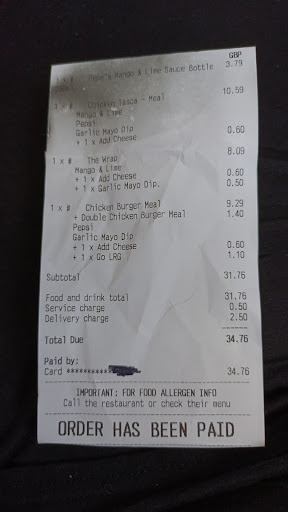 GBP
1 x # Pepe's Mango & Lime Sauce Bottle 3.79
1 x # Chicken Tasca - Meal 10.59
Mango & Lime
Pepsi
Garlic Mayo Dip
+ 1 x Add Cheese 0.60
1 x # The Wrap 8.09
Mango & Lime
+ 1 x Add Cheese 0.60
+ 1 x Garlic Mayo Dip. 0.50
1 x # Chicken Burger Meal 9.29
+ Double Chicken Burger Meal 1.40
Pepsi
Garlic Mayo Dip
+ 1 x Add Cheese 0.60
+ 1 x Go LRG 1.10
Subtotal 31.76
Food and drink total 31.76
Service charge 0.50
Delivery charge 2.50
Total Due 34.76
Paid by:
Card *********** 34.76
IMPORTANT: FOR FOOD ALLERGEN INFO
Call the restaurant or check their menu
ORDER HAS BEEN PAID